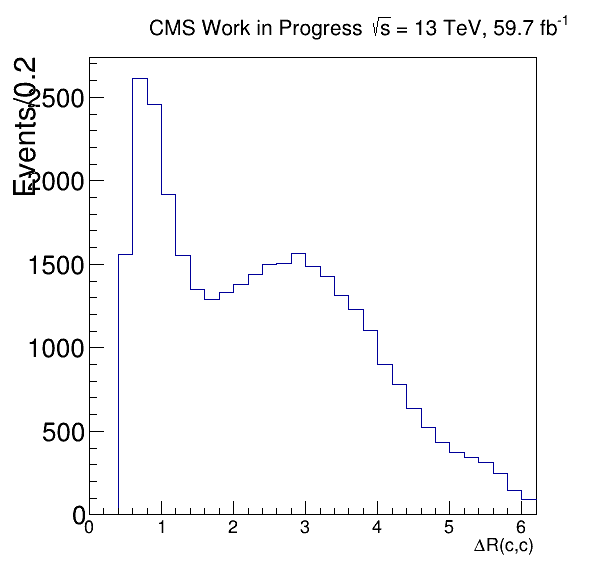 CMS Work in Progress √s = 13 TeV, 59.7 fb⁻¹
Events/0.2
2500
2000
1500
1000
500
0
0 1 2 3 4 5 6
ΔR(c,c)